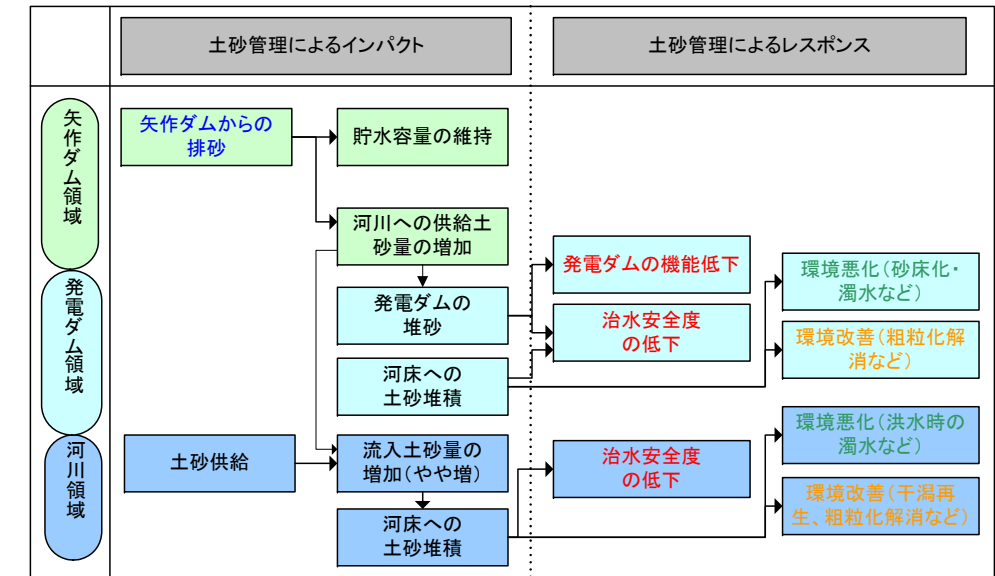 土砂管理によるインパクト
土砂管理によるレスポンス
矢作ダム領域
矢作ダムからの
排砂
貯水容量の維持
河川への供給土
砂量の増加
発電ダム領域
発電ダムの
堆砂
発電ダムの機能低下
環境悪化(砂床化・
濁水など)
治水安全度
の低下
環境改善(粗粒化解
消など)
河床への
土砂堆積
河川領域
土砂供給
流入土砂量の
増加(やや増)
治水安全度
の低下
環境悪化(洪水時の
濁水など)
河床への
土砂堆積
環境改善(干潟再
生、粗粒化解消など)